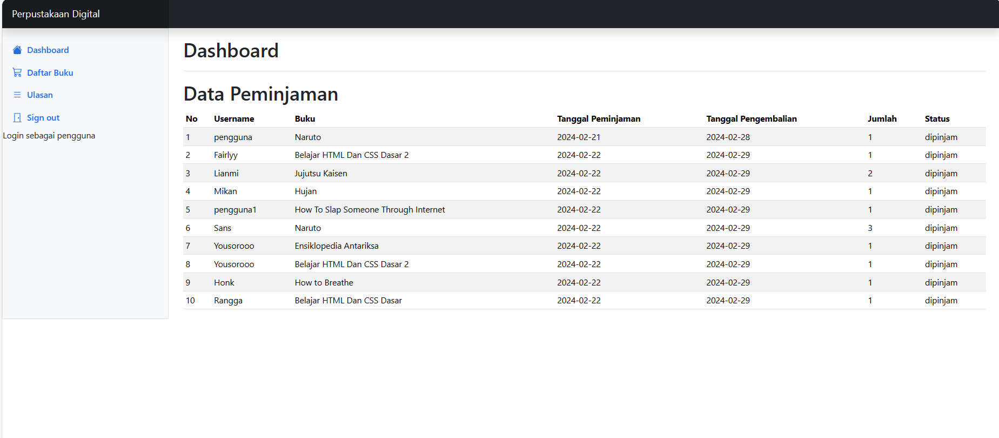 Perpustakaan Digital
Dashboard
Daftar Buku
Ulasan
Sign out
Login sebagai pengguna
Dashboard
Data Peminjaman
No Username Buku Tanggal Peminjaman Tanggal Pengembalian Jumlah Status
1 pengguna Naruto 2024-02-21 2024-02-28 1 dipinjam
2 Fairlyy Belajar HTML Dan CSS Dasar 2 2024-02-22 2024-02-29 1 dipinjam
3 Lianmi Jujutsu Kaisen 2024-02-22 2024-02-29 2 dipinjam
4 Mikan Hujan 2024-02-22 2024-02-29 1 dipinjam
5 pengguna1 How To Slap Someone Through Internet 2024-02-22 2024-02-29 1 dipinjam
6 Sans Naruto 2024-02-22 2024-02-29 3 dipinjam
7 Yousorooo Ensiklopedia Antariksa 2024-02-22 2024-02-29 1 dipinjam
8 Yousorooo Belajar HTML Dan CSS Dasar 2 2024-02-22 2024-02-29 1 dipinjam
9 Honk How to Breathe 2024-02-22 2024-02-29 1 dipinjam
10 Rangga Belajar HTML Dan CSS Dasar 2024-02-22 2024-02-29 1 dipinjam